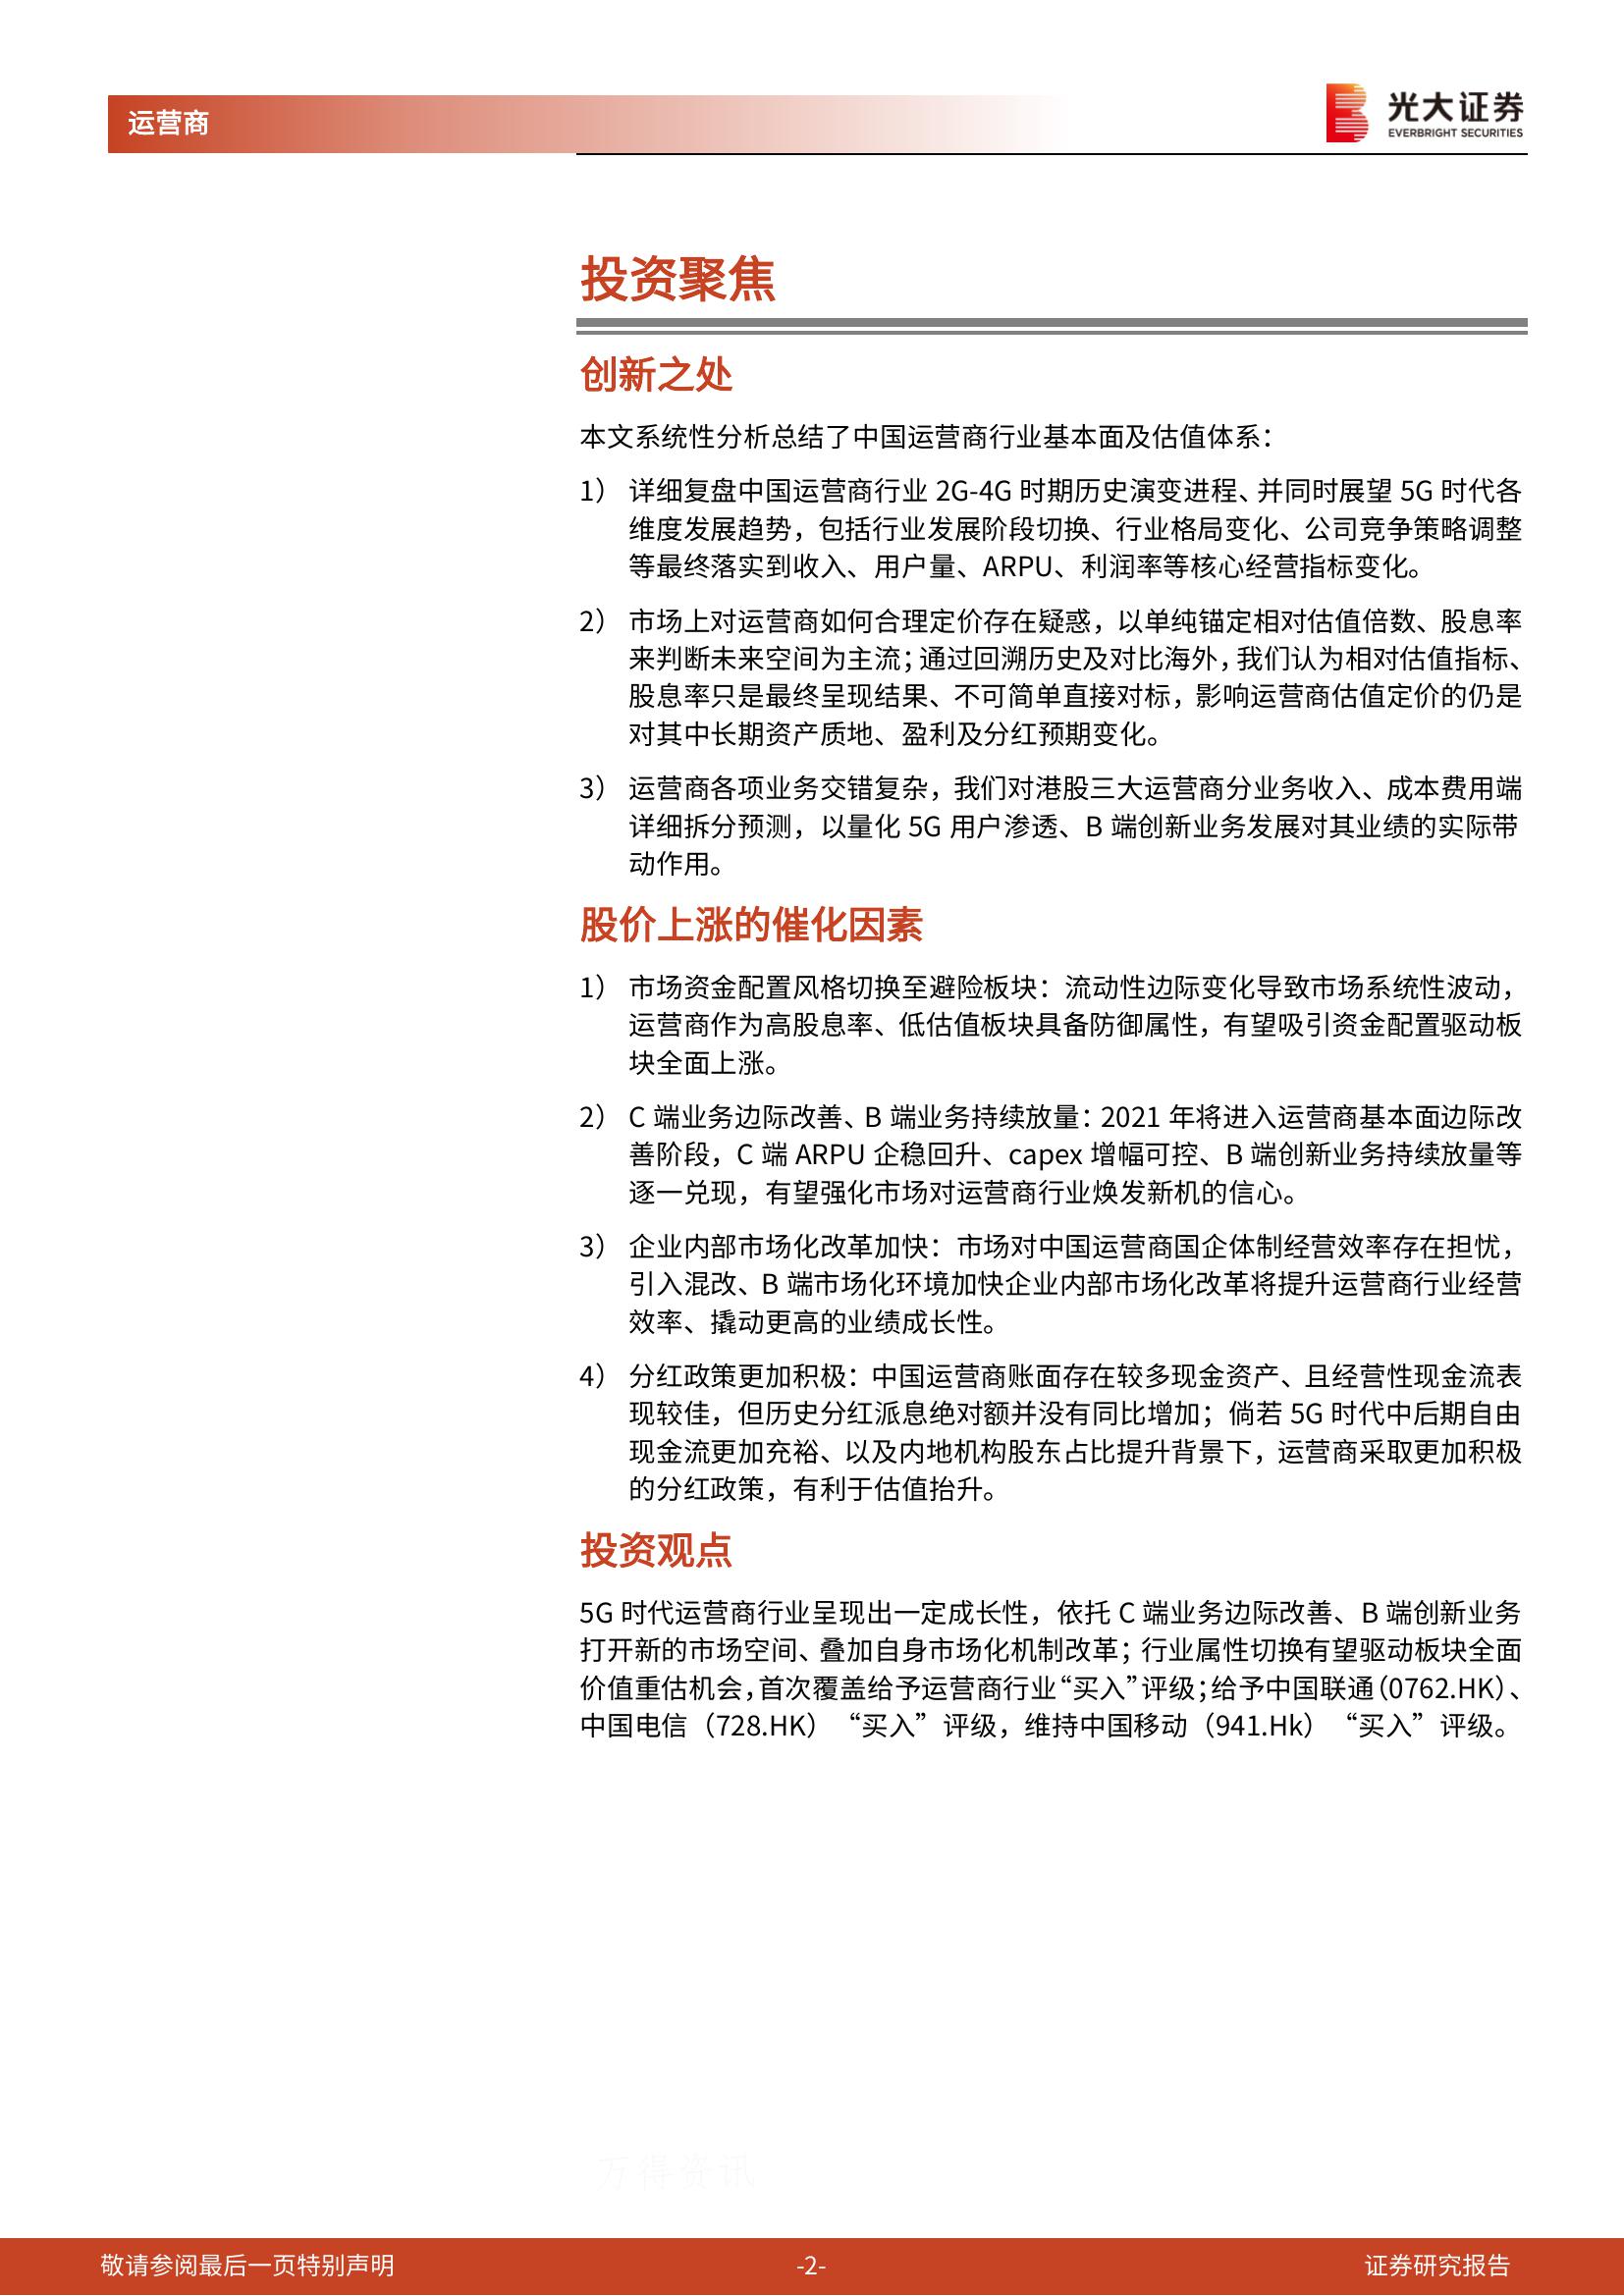 运营商
光大证券
EVERBRIGHT SECURITIES
投资聚焦
创新之处
本文系统性分析总结了中国运营商行业基本面及估值体系：
1） 详细复盘中国运营商行业 2G-4G 时期历史演变进程、并同时展望 5G 时代各
维度发展趋势，包括行业发展阶段切换、行业格局变化、公司竞争策略调整
等最终落实到收入、用户量、ARPU、利润率等核心经营指标变化。
2） 市场上对运营商如何合理定价存在疑惑，以单纯锚定相对估值倍数、股息率
来判断未来空间为主流；通过回溯历史及对比海外，我们认为相对估值指标、
股息率只是最终呈现结果、不可简单直接对标，影响运营商估值定价的仍是
对其中长期资产质地、盈利及分红预期变化。
3） 运营商各项业务交错复杂，我们对港股三大运营商分业务收入、成本费用端
详细拆分预测，以量化 5G 用户渗透、B 端创新业务发展对其业绩的实际带
动作用。
股价上涨的催化因素
1） 市场资金配置风格切换至避险板块：流动性边际变化导致市场系统性波动，
运营商作为高股息率、低估值板块具备防御属性，有望吸引资金配置驱动板
块全面上涨。
2） C 端业务边际改善、B 端业务持续放量：2021 年将进入运营商基本面边际改
善阶段，C 端 ARPU 企稳回升、capex 增幅可控、B 端创新业务持续放量等
逐一兑现，有望强化市场对运营商行业焕发新机的信心。
3） 企业内部市场化改革加快：市场对中国运营商国企体制经营效率存在担忧，
引入混改、B 端市场化环境加快企业内部市场化改革将提升运营商行业经营
效率、撬动更高的业绩成长性。
4） 分红政策更加积极：中国运营商账面存在较多现金资产、且经营性现金流表
现较佳，但历史分红派息绝对额并没有同比增加；倘若 5G 时代中后期自由
现金流更加充裕、以及内地机构股东占比提升背景下，运营商采取更加积极
的分红政策，有利于估值抬升。
投资观点
5G 时代运营商行业呈现出一定成长性，依托 C 端业务边际改善、B 端创新业务
打开新的市场空间、叠加自身市场化机制改革；行业属性切换有望驱动板块全面
价值重估机会，首次覆盖给予运营商行业“买入”评级；给予中国联通（0762.HK）、
中国电信（728.HK）“买入”评级，维持中国移动（941.Hk）“买入”评级。
万得资讯
敬请参阅最后一页特别声明
-2-
证券研究报告